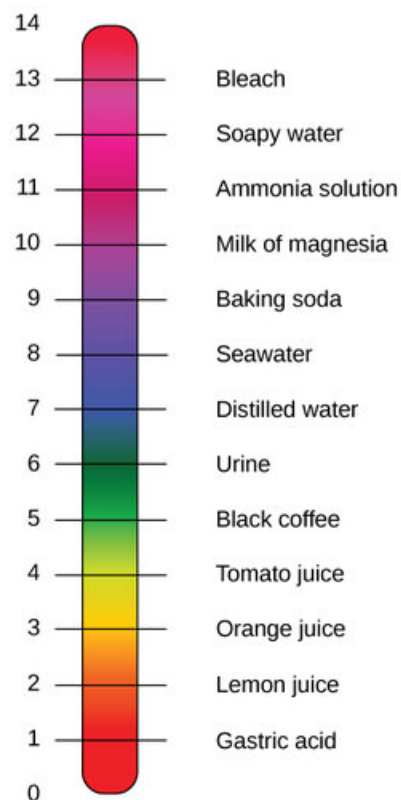 14
13 Bleach
12 Soapy water
11 Ammonia solution
10 Milk of magnesia
9 Baking soda
8 Seawater
7 Distilled water
6 Urine
5 Black coffee
4 Tomato juice
3 Orange juice
2 Lemon juice
1 Gastric acid
0